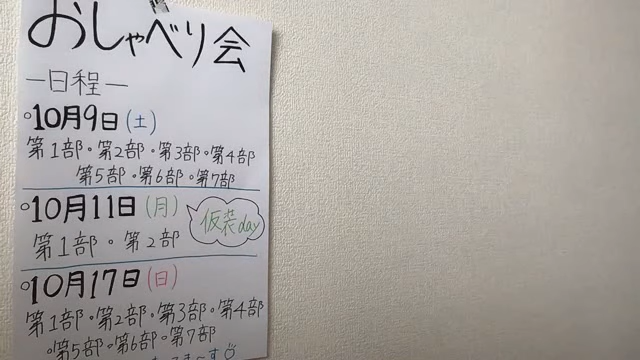 おしゃべり会
―日程―
○10月9日(土)
第1部・第2部・第3部・第4部
第5部・第6部・第7部
○10月11日(月)
仮装day
第1部・第2部
○10月17日(日)
第1部・第2部・第3部・第4部
・第5部・第6部・第7部